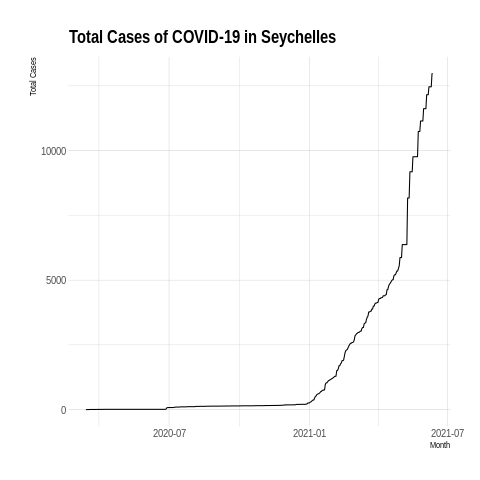 Total Cases of COVID-19 in Seychelles
Total Cases
10000
5000
0
2020-07 2021-01 2021-07
Month